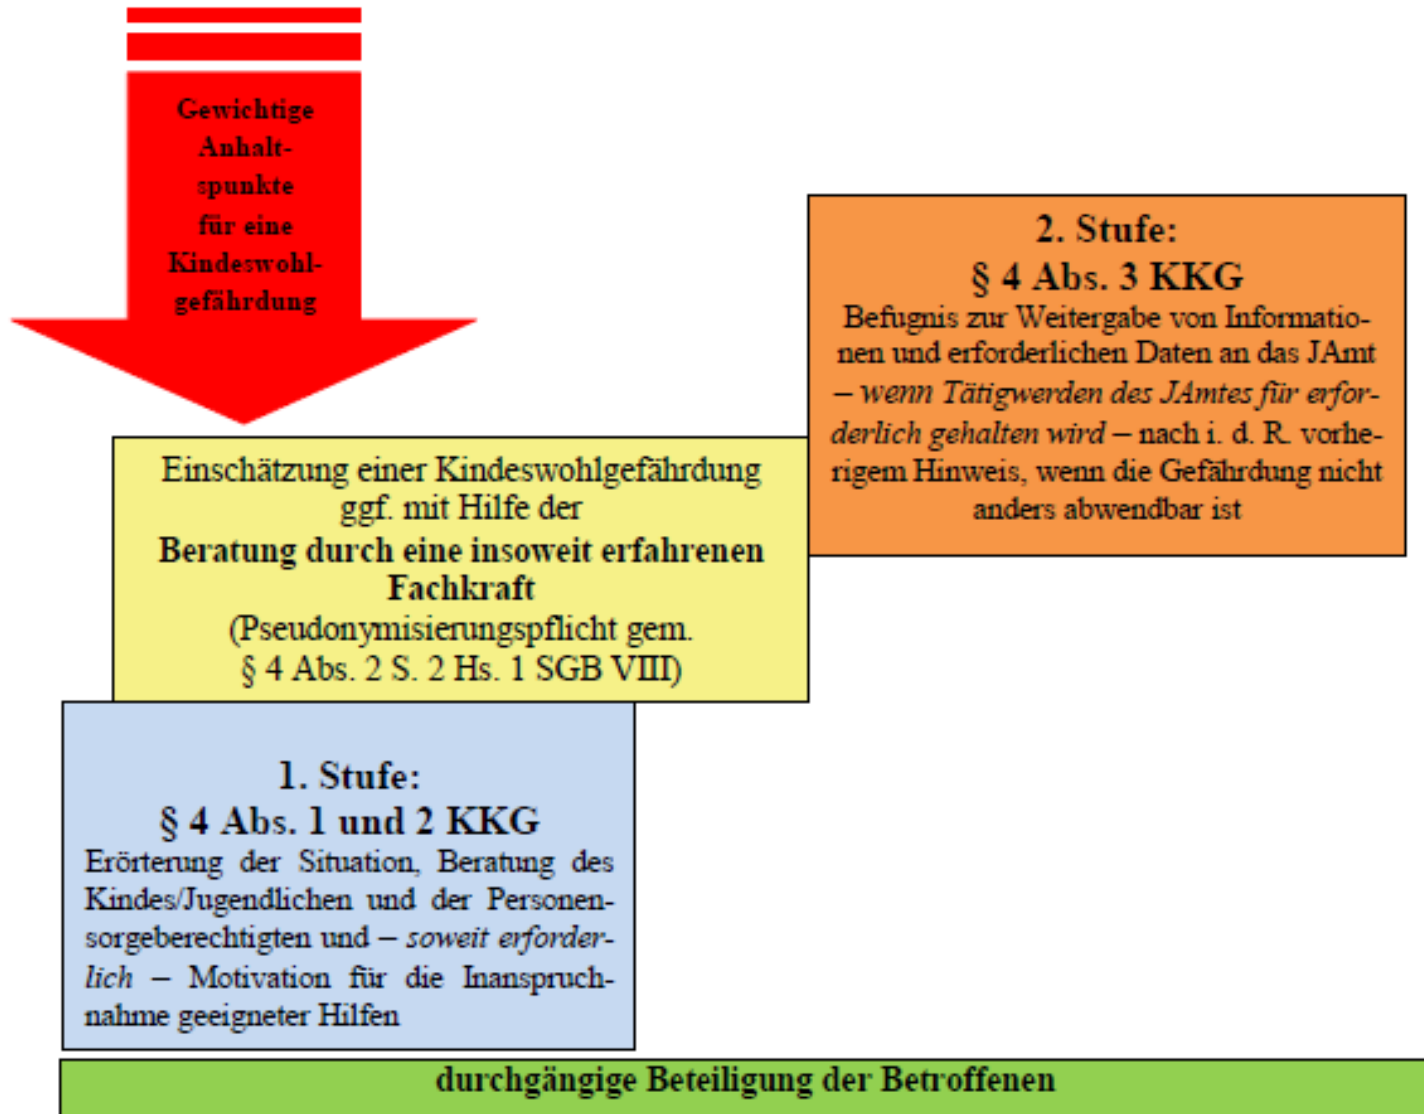 Gewichtige
Anhalt-
spunkte
für eine
Kindeswohl-
gefährdung
2. Stufe:
§ 4 Abs. 3 KKG
Befugnis zur Weitergabe von Informatio-
nen und erforderlichen Daten an das JAmt
– wenn Tätigwerden des JAmtes für erfor-
derlich gehalten wird – nach i. d. R. vorhe-
rigem Hinweis, wenn die Gefährdung nicht
anders abwendbar ist
Einschätzung einer Kindeswohlgefährdung
ggf. mit Hilfe der
Beratung durch eine insoweit erfahrenen
Fachkraft
(Pseudonymisierungspflicht gem.
§ 4 Abs. 2 S. 2 Hs. 1 SGB VIII)
1. Stufe:
§ 4 Abs. 1 und 2 KKG
Erörterung der Situation, Beratung des
Kindes/Jugendlichen und der Personen-
sorgeberechtigten und – soweit erforder-
lich – Motivation für die Inanspruch-
nahme geeigneter Hilfen
durchgängige Beteiligung der Betroffenen